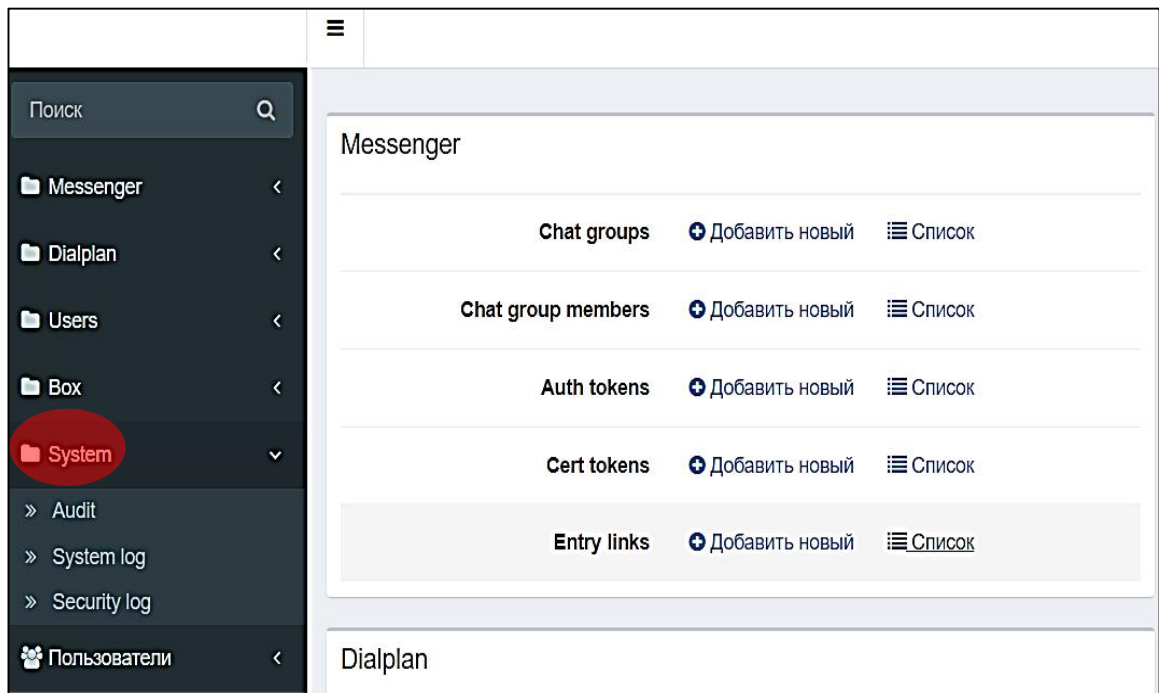 Поиск
Messenger
Dialplan
Users
Box
System
Audit
System log
Security log
Пользователи
Messenger
Chat groups Добавить новый Список
Chat group members Добавить новый Список
Auth tokens Добавить новый Список
Cert tokens Добавить новый Список
Entry links Добавить новый Список
Dialplan